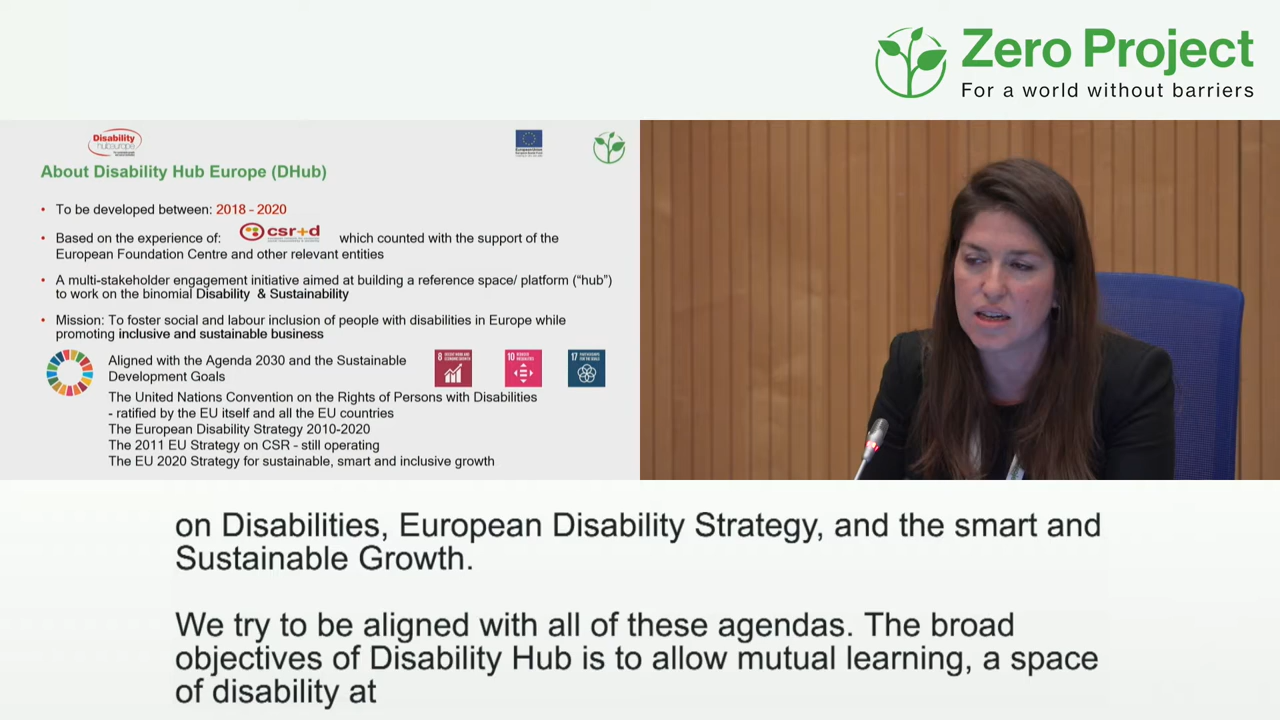 Zero Project
For a world without barriers
Disability
hub europe
European Union
About Disability Hub Europe (DHub)
• To be developed between: 2018 - 2020
• Based on the experience of: csr+d which counted with the support of the
European Foundation Centre and other relevant entities
• A multi-stakeholder engagement initiative aimed at building a reference space/ platform (“hub”)
to work on the binomial Disability & Sustainability
• Mission: To foster social and labour inclusion of people with disabilities in Europe while
promoting inclusive and sustainable business
Aligned with the Agenda 2030 and the Sustainable
Development Goals
8
10
17
The United Nations Convention on the Rights of Persons with Disabilities
- ratified by the EU itself and all the EU countries
The European Disability Strategy 2010-2020
The 2011 EU Strategy on CSR - still operating
The EU 2020 Strategy for sustainable, smart and inclusive growth
on Disabilities, European Disability Strategy, and the smart and
Sustainable Growth.
We try to be aligned with all of these agendas. The broad
objectives of Disability Hub is to allow mutual learning, a space
of disability at